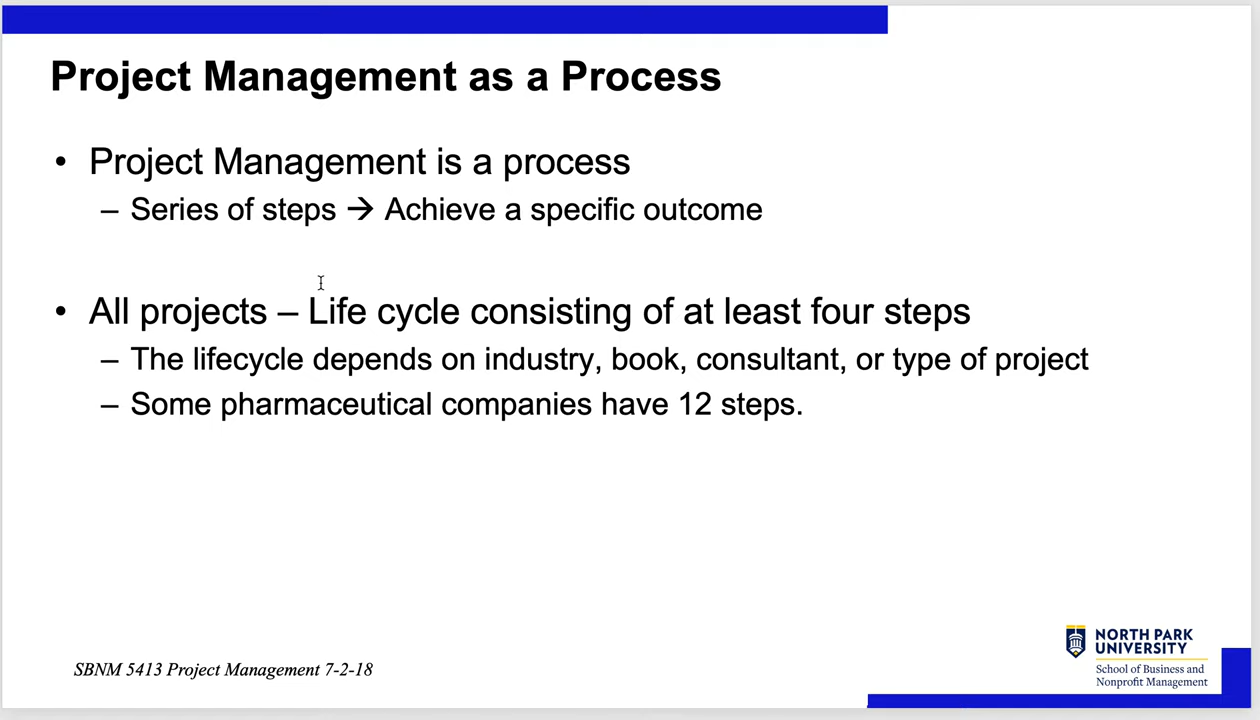 Project Management as a Process
• Project Management is a process
– Series of steps → Achieve a specific outcome
• All projects – Life cycle consisting of at least four steps
– The lifecycle depends on industry, book, consultant, or type of project
– Some pharmaceutical companies have 12 steps.
SBNM 5413 Project Management 7-2-18
NORTH PARK
UNIVERSITY
School of Business and
Nonprofit Management